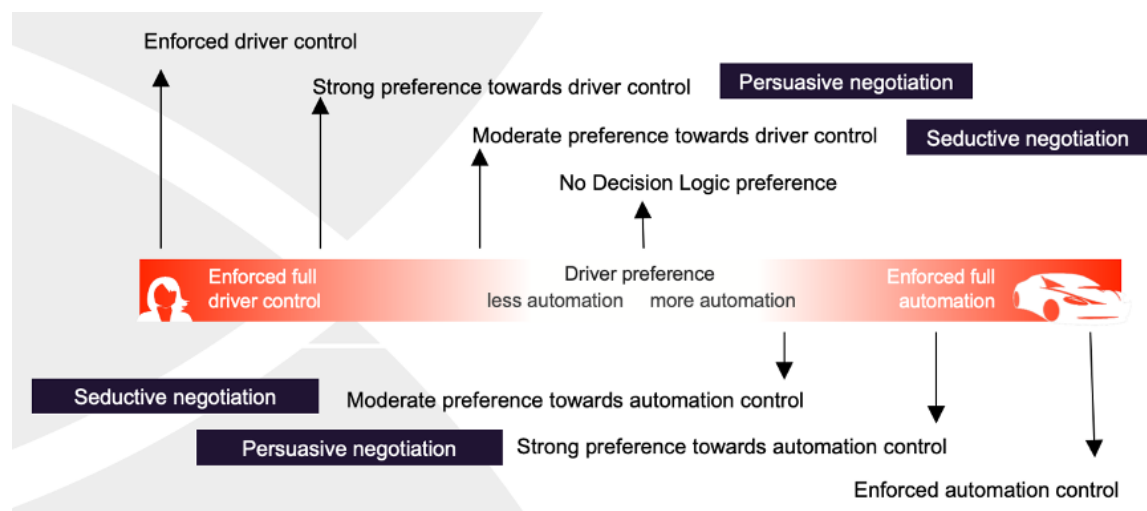 Enforced driver control
Strong preference towards driver control
Persuasive negotiation
Moderate preference towards driver control
Seductive negotiation
No Decision Logic preference
Enforced full
driver control
Driver preference
less automation
more automation
Enforced full
automation
Seductive negotiation
Moderate preference towards automation control
Persuasive negotiation
Strong preference towards automation control
Enforced automation control